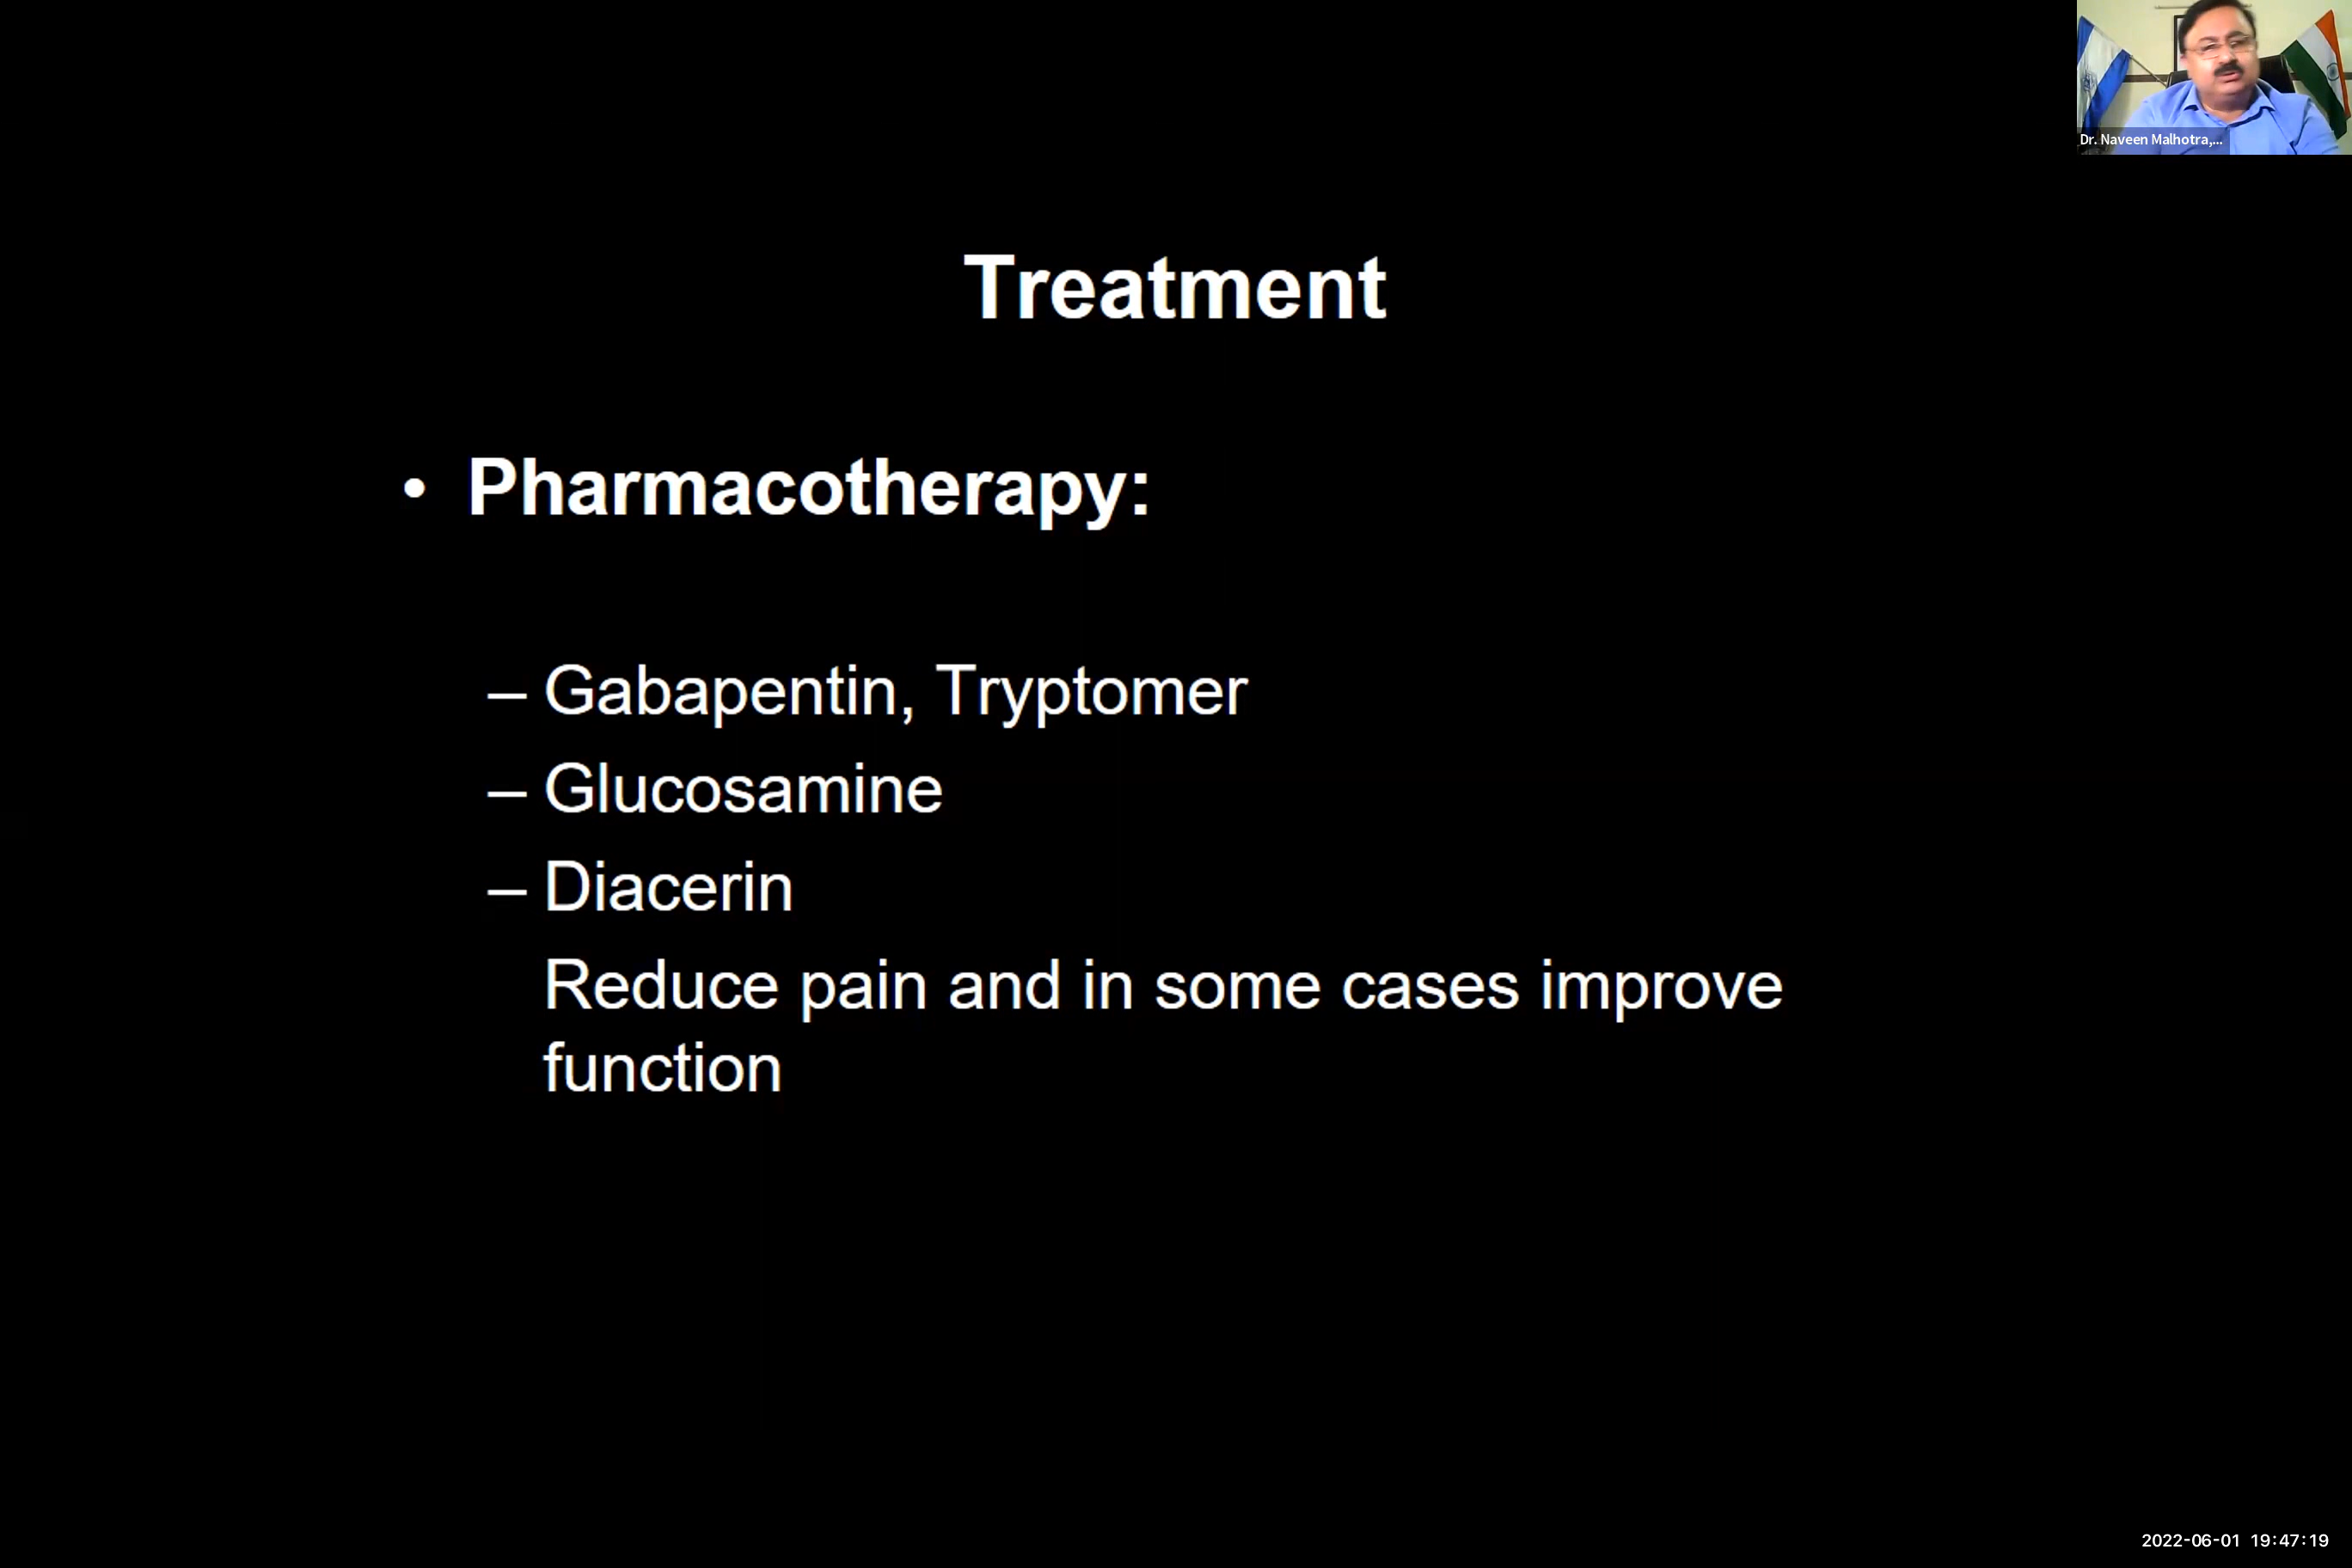 Dr. Naveen Malhotra,...
Treatment
• Pharmacotherapy:
– Gabapentin, Tryptomer
– Glucosamine
– Diacerin
Reduce pain and in some cases improve
function
2022-06-01 19:47:19